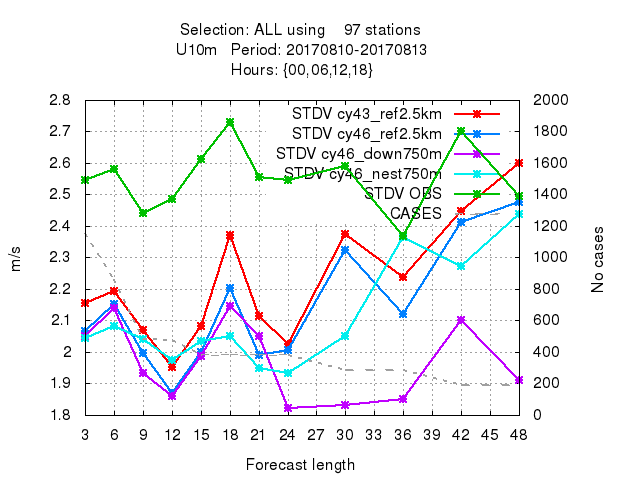 Selection: ALL using    97 stations
U10m   Period: 20170810-20170813
Hours: {00,06,12,18}
STDV cy43_ref2.5km
STDV cy46_ref2.5km
STDV cy46_down750m
STDV cy46_nest750m
STDV OBS
CASES
m/s
2.8
2.7
2.6
2.5
2.4
2.3
2.2
2.1
2
1.9
1.8
2000
1800
1600
1400
1200
1000
800
600
400
200
0
No cases
3 6 9 12 15 18 21 24 27 30 33 36 39 42 45 48
Forecast length